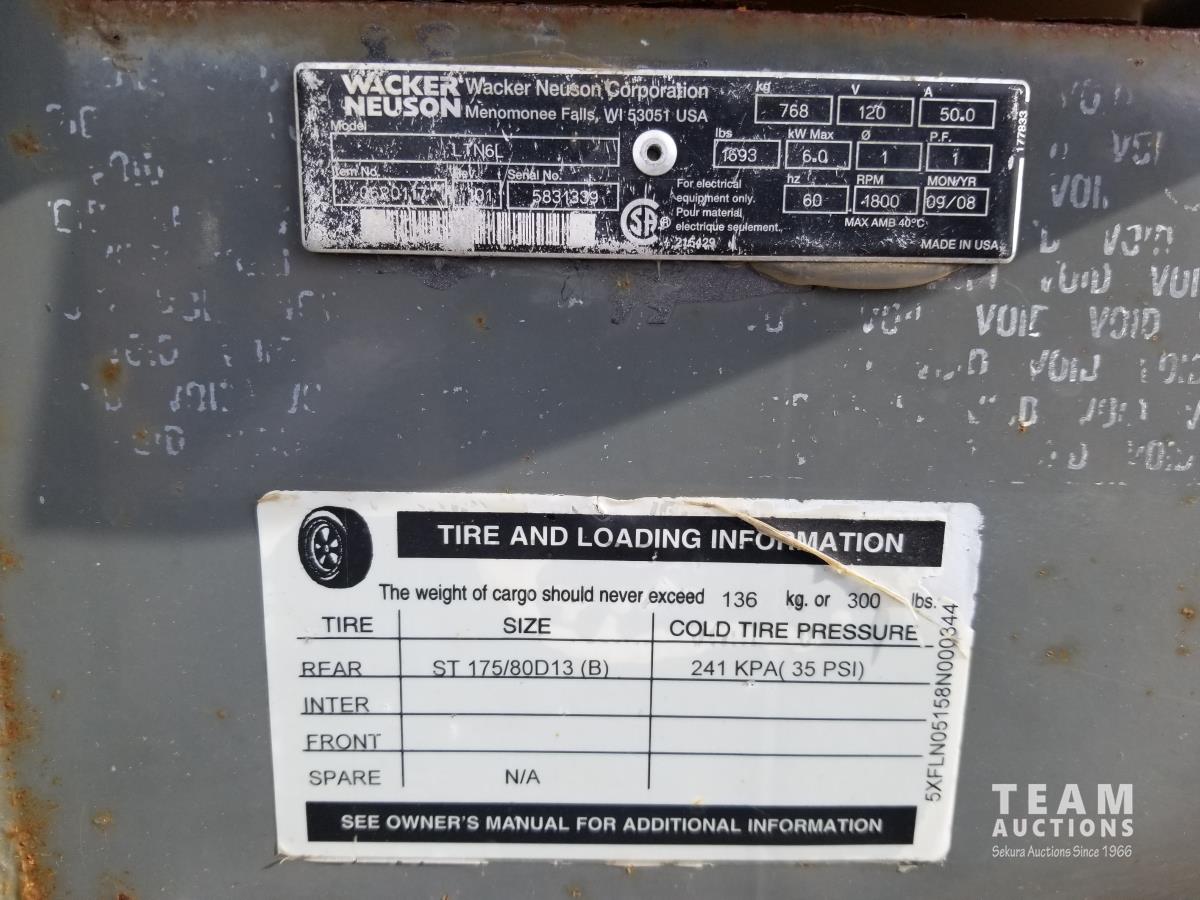 WACKER NEUSON
Wacker Neuson Corporation
Menomonee Falls, WI 53051 USA
Model
LTN6L
Item No. Rev. Serial No.
01 5831339
kg V A
768 120 50.0
lbs kW Max Ø P.F.
1693 6.0 1 1
hz RPM MON/YR
60 1800 09/08
MAX AMB 40°C
MADE IN USA
177833
For electrical
equipment only.
Pour material
electrique seulement.
215429
VOID
VOID
TIRE AND LOADING INFORMATION
The weight of cargo should never exceed 136 kg. or 300 lbs.
TIRE SIZE COLD TIRE PRESSURE
REAR ST 175/80D13 (B) 241 KPA( 35 PSI)
INTER
FRONT
SPARE N/A
SEE OWNER'S MANUAL FOR ADDITIONAL INFORMATION
5XFLN05158N000344
TEAM
AUCTIONS
Sekura Auctions Since 1966